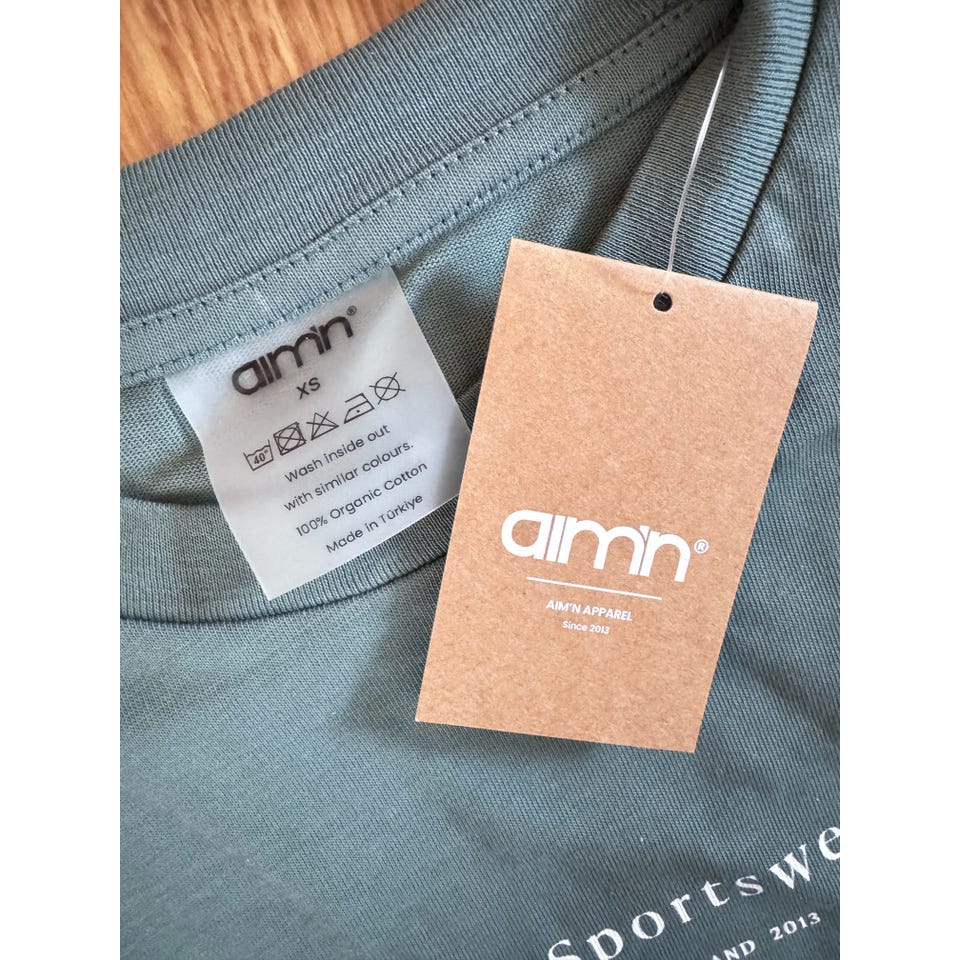 aim'n®
XS
40°
Wash inside out
with similar colours.
100% Organic Cotton
Made in Türkiye
aim'n®
AIM'N APPAREL
Since 2013
Sportswe
AND 2013